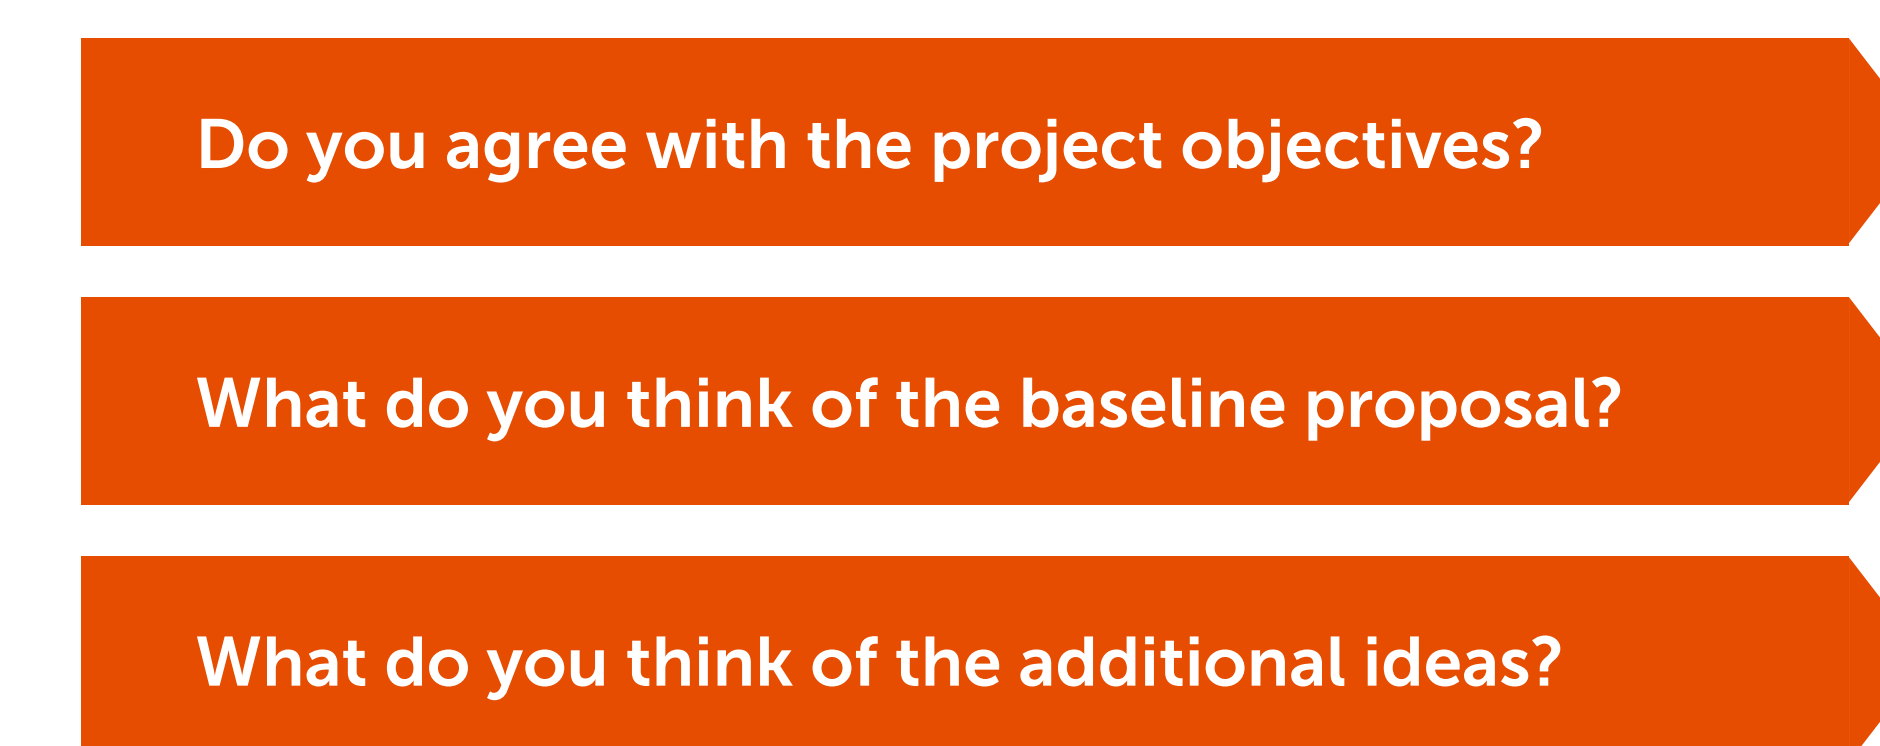 Do you agree with the project objectives?
What do you think of the baseline proposal?
What do you think of the additional ideas?